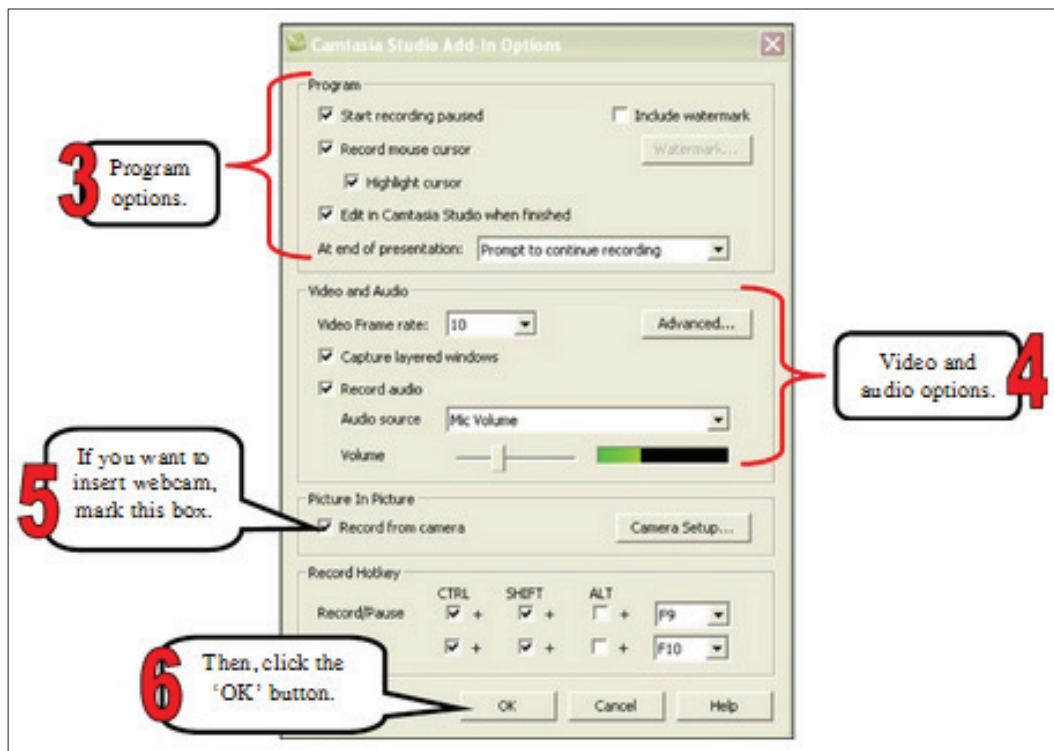 Camtasia Studio Add-In Options
Program
Start recording paused
Include watermark
Record mouse cursor
Watermark...
Highlight cursor
Edit in Camtasia Studio when finished
At end of presentation: Prompt to continue recording
3 Program
options.
Video and Audio
Video Frame rate: 10
Advanced...
Capture layered windows
Record audio
Audio source Mic Volume
Volume
Video and
audio options. 4
5 If you want to
insert webcam,
mark this box.
Picture In Picture
Record from camera
Camera Setup...
Record Hotkey
CTRL SHIFT ALT
Record/Pause + + + F9
+ + + F10
6 Then, click the
‘OK’ button.
OK
Cancel
Help